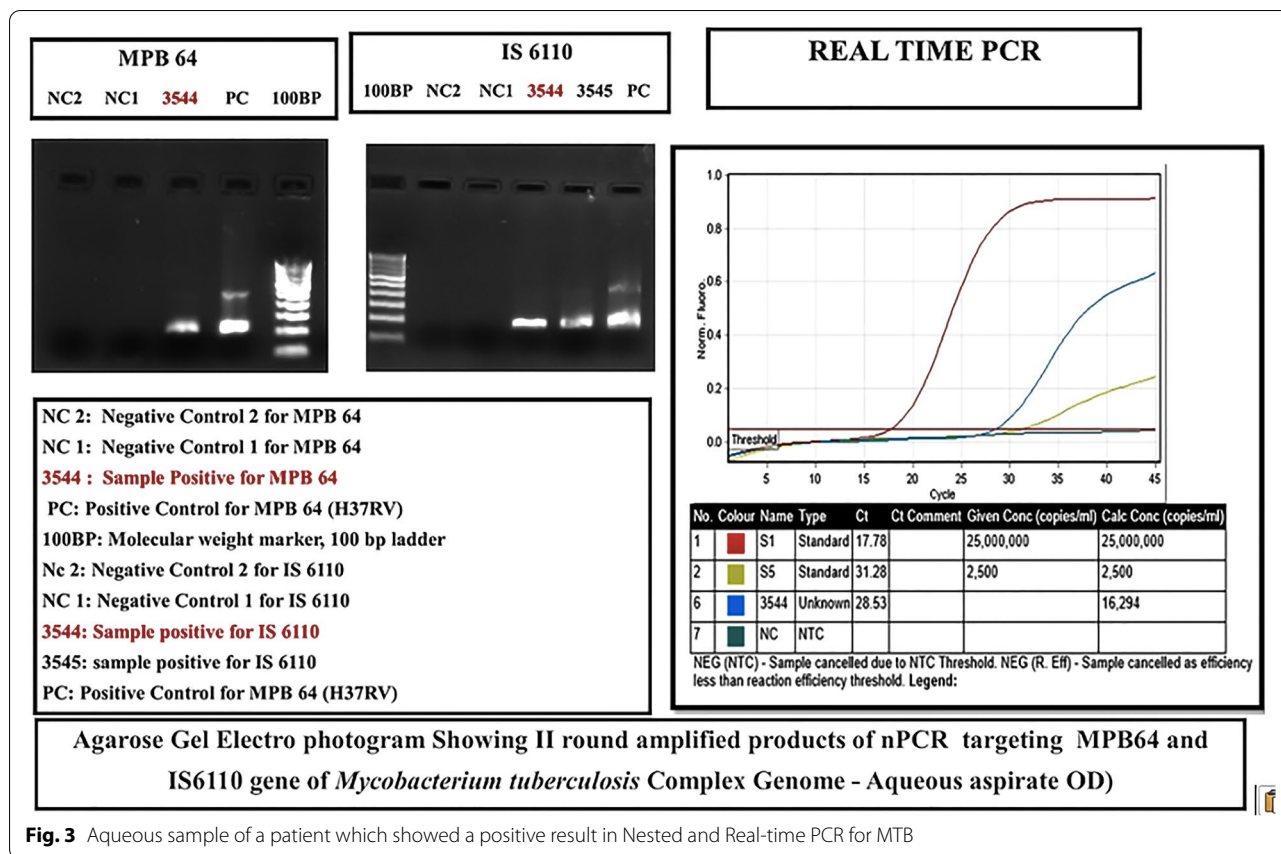 MPB 64
NC2 NC1 3544 PC 100BP
IS 6110
100BP NC2 NC1 3544 3545 PC
REAL TIME PCR
NC 2: Negative Control 2 for MPB 64
NC 1: Negative Control 1 for MPB 64
3544 : Sample Positive for MPB 64
PC: Positive Control for MPB 64 (H37RV)
100BP: Molecular weight marker, 100 bp ladder
Nc 2: Negative Control 2 for IS 6110
NC 1: Negative Control 1 for IS 6110
3544: Sample positive for IS 6110
3545: sample positive for IS 6110
PC: Positive Control for MPB 64 (H37RV)
Norm. Fluoro.
1.0
0.8
0.6
0.4
0.2
0.0
Threshold
5 10 15 20 25 30 35 40 45
Cycle
No. Colour Name Type Ct Ct Comment Given Conc (copies/ml) Calc Conc (copies/ml)
1 S1 Standard 17.78 25,000,000 25,000,000
2 S5 Standard 31.28 2,500 2,500
6 3544 Unknown 28.53 16,294
7 NC NTC
NEG (NTC) - Sample cancelled due to NTC Threshold. NEG (R. Eff) - Sample cancelled as efficiency
less than reaction efficiency threshold. Legend:
Agarose Gel Electro photogram Showing II round amplified products of nPCR targeting MPB64 and
IS6110 gene of Mycobacterium tuberculosis Complex Genome - Aqueous aspirate OD)
Fig. 3 Aqueous sample of a patient which showed a positive result in Nested and Real-time PCR for MTB